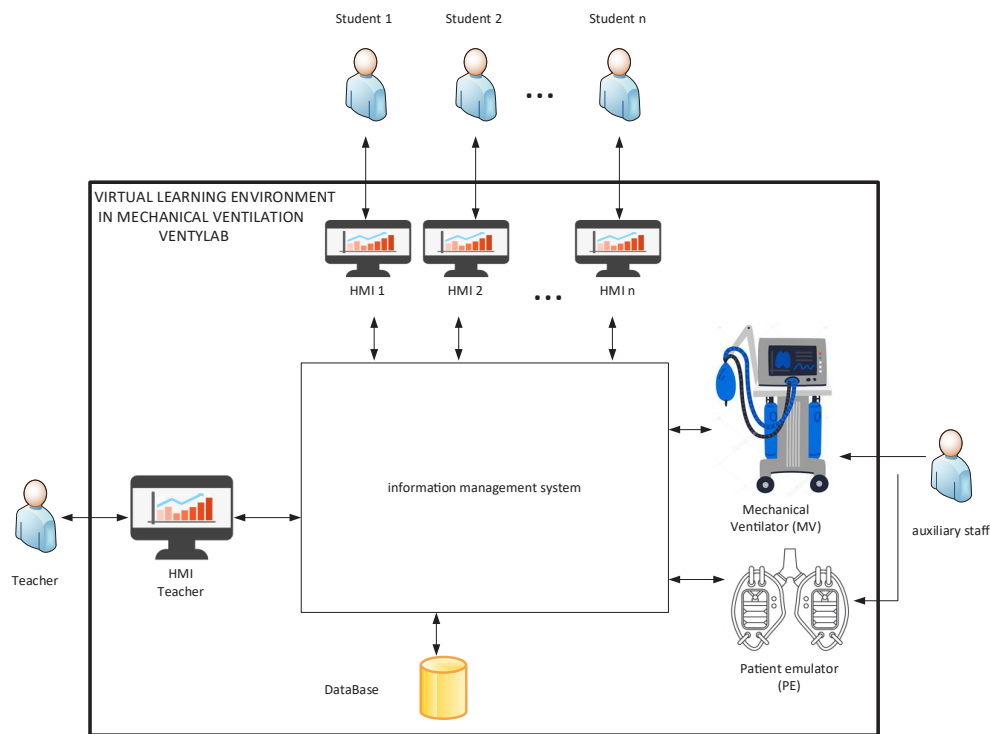 Student 1
Student 2
Student n
...
VIRTUAL LEARNING ENVIRONMENT
IN MECHANICAL VENTILATION
VENTYLAB
HMI 1
HMI 2
...
HMI n
information management system
Mechanical
Ventilator (MV)
auxiliary staff
Teacher
HMI
Teacher
Patient emulator
(PE)
DataBase